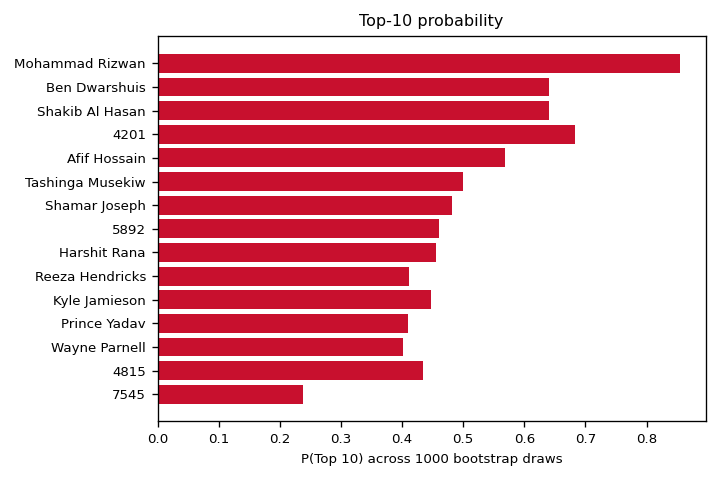 Top-10 probability
Mohammad Rizwan
Ben Dwarshuis
Shakib Al Hasan
4201
Afif Hossain
Tashinga Musekiw
Shamar Joseph
5892
Harshit Rana
Reeza Hendricks
Kyle Jamieson
Prince Yadav
Wayne Parnell
4815
7545
0.0 0.1 0.2 0.3 0.4 0.5 0.6 0.7 0.8
P(Top 10) across 1000 bootstrap draws